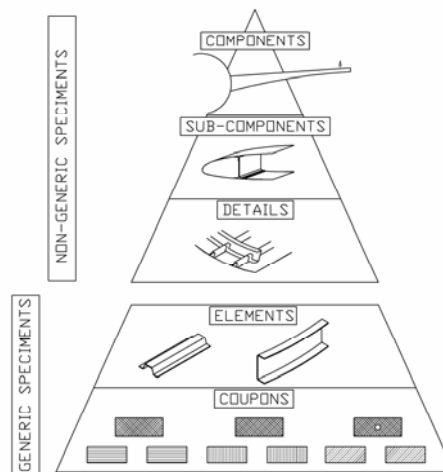 COMPONENTS
SUB-COMPONENTS
DETAILS
NON-GENERIC SPECIMENTS
ELEMENTS
COUPONS
GENERIC SPECIMENTS